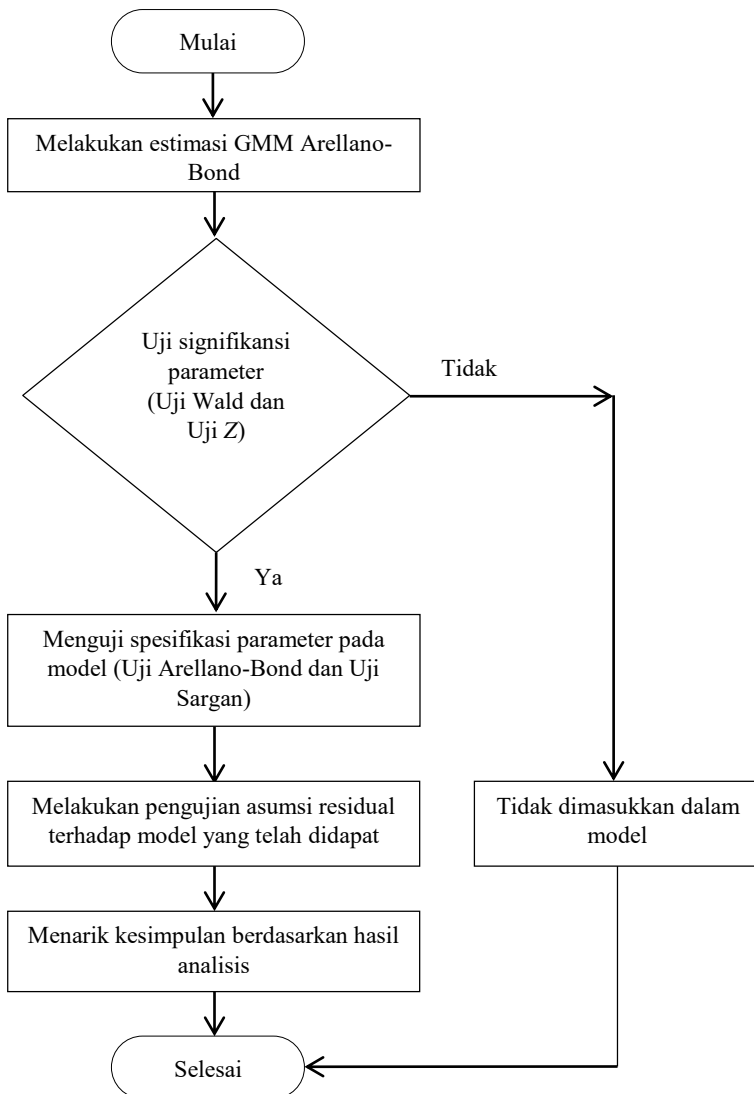 Mulai
Melakukan estimasi GMM Arellano-
Bond
Uji signifikansi
parameter
(Uji Wald dan
Uji Z)
Tidak
Ya
Menguji spesifikasi parameter pada
model (Uji Arellano-Bond dan Uji
Sargan)
Melakukan pengujian asumsi residual
terhadap model yang telah didapat
Tidak dimasukkan dalam
model
Menarik kesimpulan berdasarkan hasil
analisis
Selesai